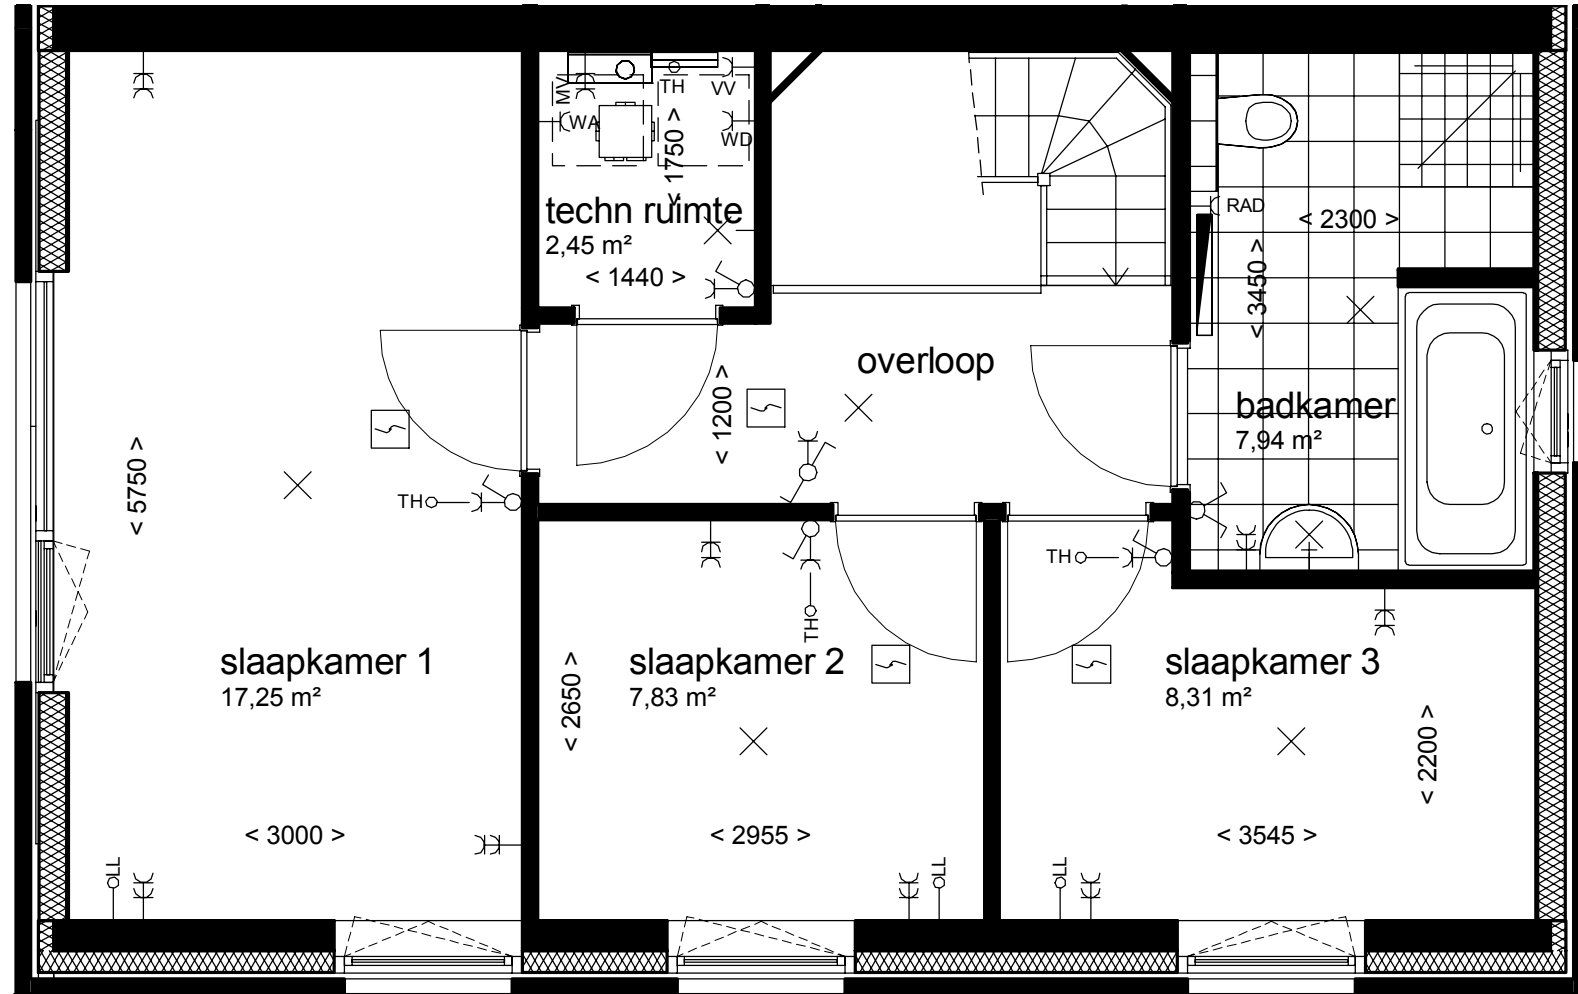 MV
TH
VV
WA
WD
< 1750 >
techn ruimte
2,45 m²
< 1440 >
RAD
< 2300 >
< 3450 >
overloop
< 1200 >
badkamer
7,94 m²
< 5750 >
TH
TH
TH
slaapkamer 1
17,25 m²
< 3000 >
LL
slaapkamer 2
7,83 m²
< 2650 >
< 2955 >
LL
slaapkamer 3
8,31 m²
< 2200 >
< 3545 >
LL